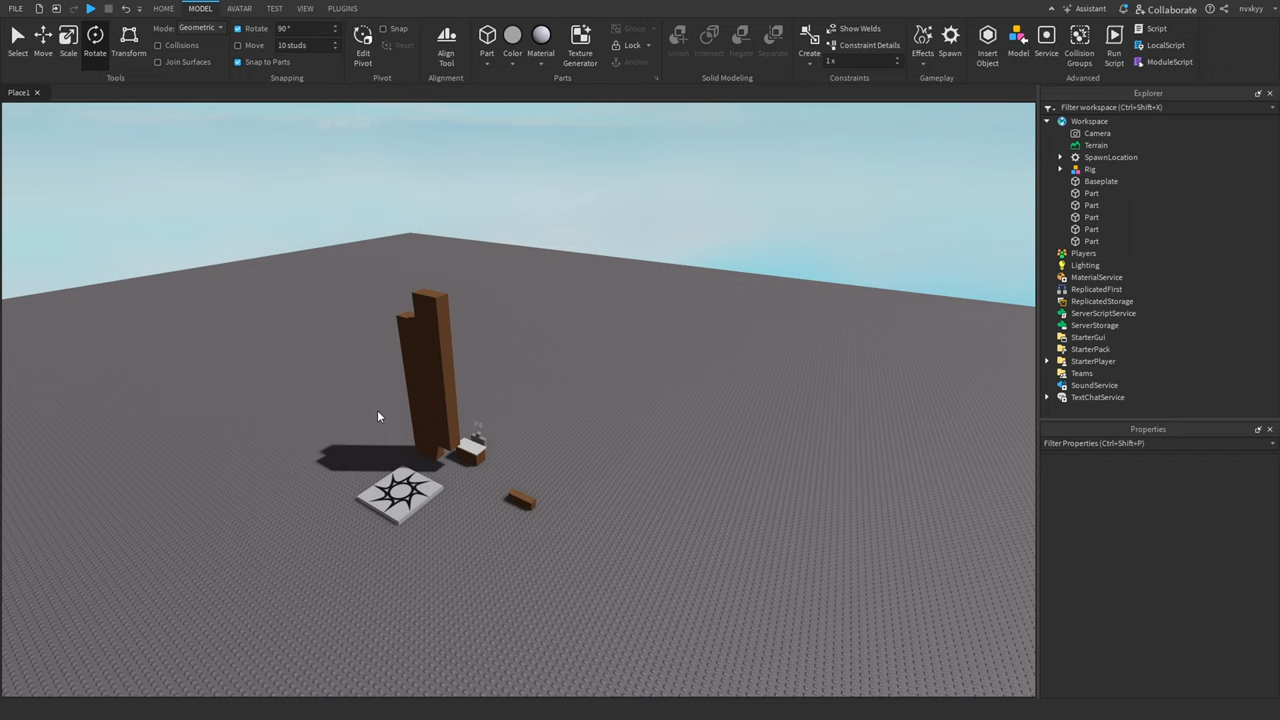 FILE HOME MODEL AVATAR TEST VIEW PLUGINS Assistant Collaborate nvxkyy
Select Move Scale Rotate Transform
Mode: Geometric
Collisions
Join Surfaces
Tools
Rotate 90°
Move 10 studs
Snap to Parts
Snapping
Edit Pivot
Snap
Reset
Pivot
Align Tool
Alignment
Part Color Material Texture Generator
Group
Lock
Anchor
Parts
Union Intersect Negate Separate
Solid Modeling
Create
Show Welds
Constraint Details
1 x
Constraints
Effects Spawn
Gameplay
Insert Object
Model Service Collision Groups
Run Script
Script
LocalScript
ModuleScript
Advanced
Place1
Explorer
Filter workspace (Ctrl+Shift+X)
Workspace
Camera
Terrain
SpawnLocation
Rig
Baseplate
Part
Part
Part
Part
Part
Players
Lighting
MaterialService
ReplicatedFirst
ReplicatedStorage
ServerScriptService
ServerStorage
StarterGui
StarterPack
StarterPlayer
Teams
SoundService
TextChatService
Properties
Filter Properties (Ctrl+Shift+P)